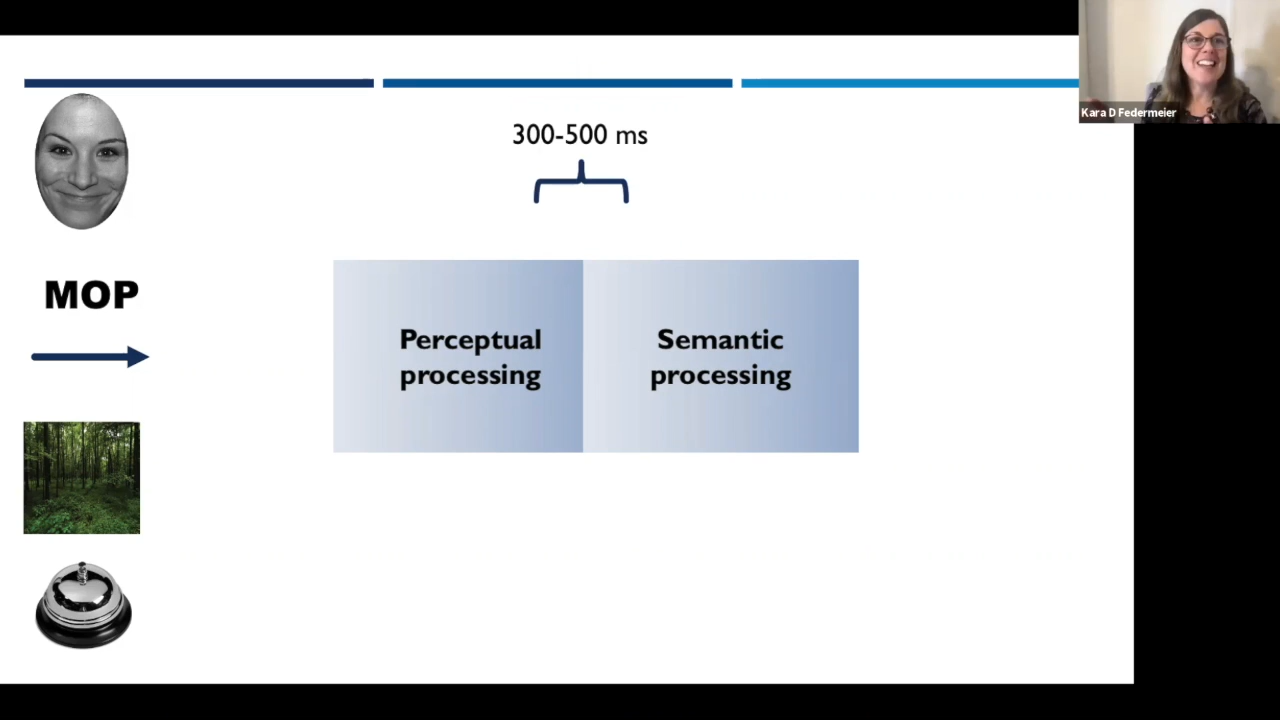 Kara D Federmeier
300-500 ms
MOP
Perceptual
processing
Semantic
processing